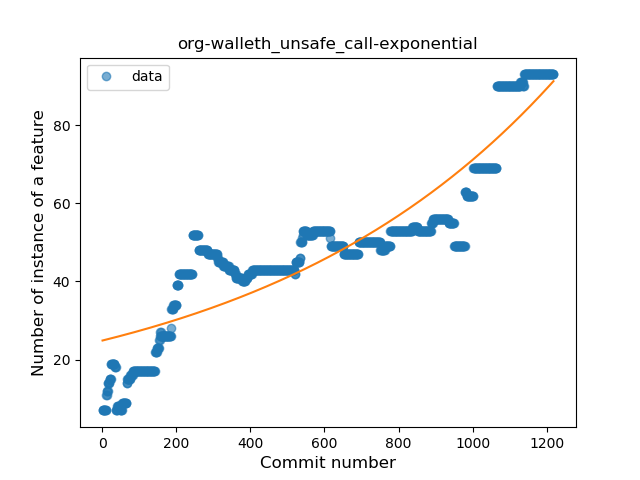 org-walleth_unsafe_call-exponential
data
Number of instance of a feature
80
60
40
20
0 200 400 600 800 1000 1200
Commit number